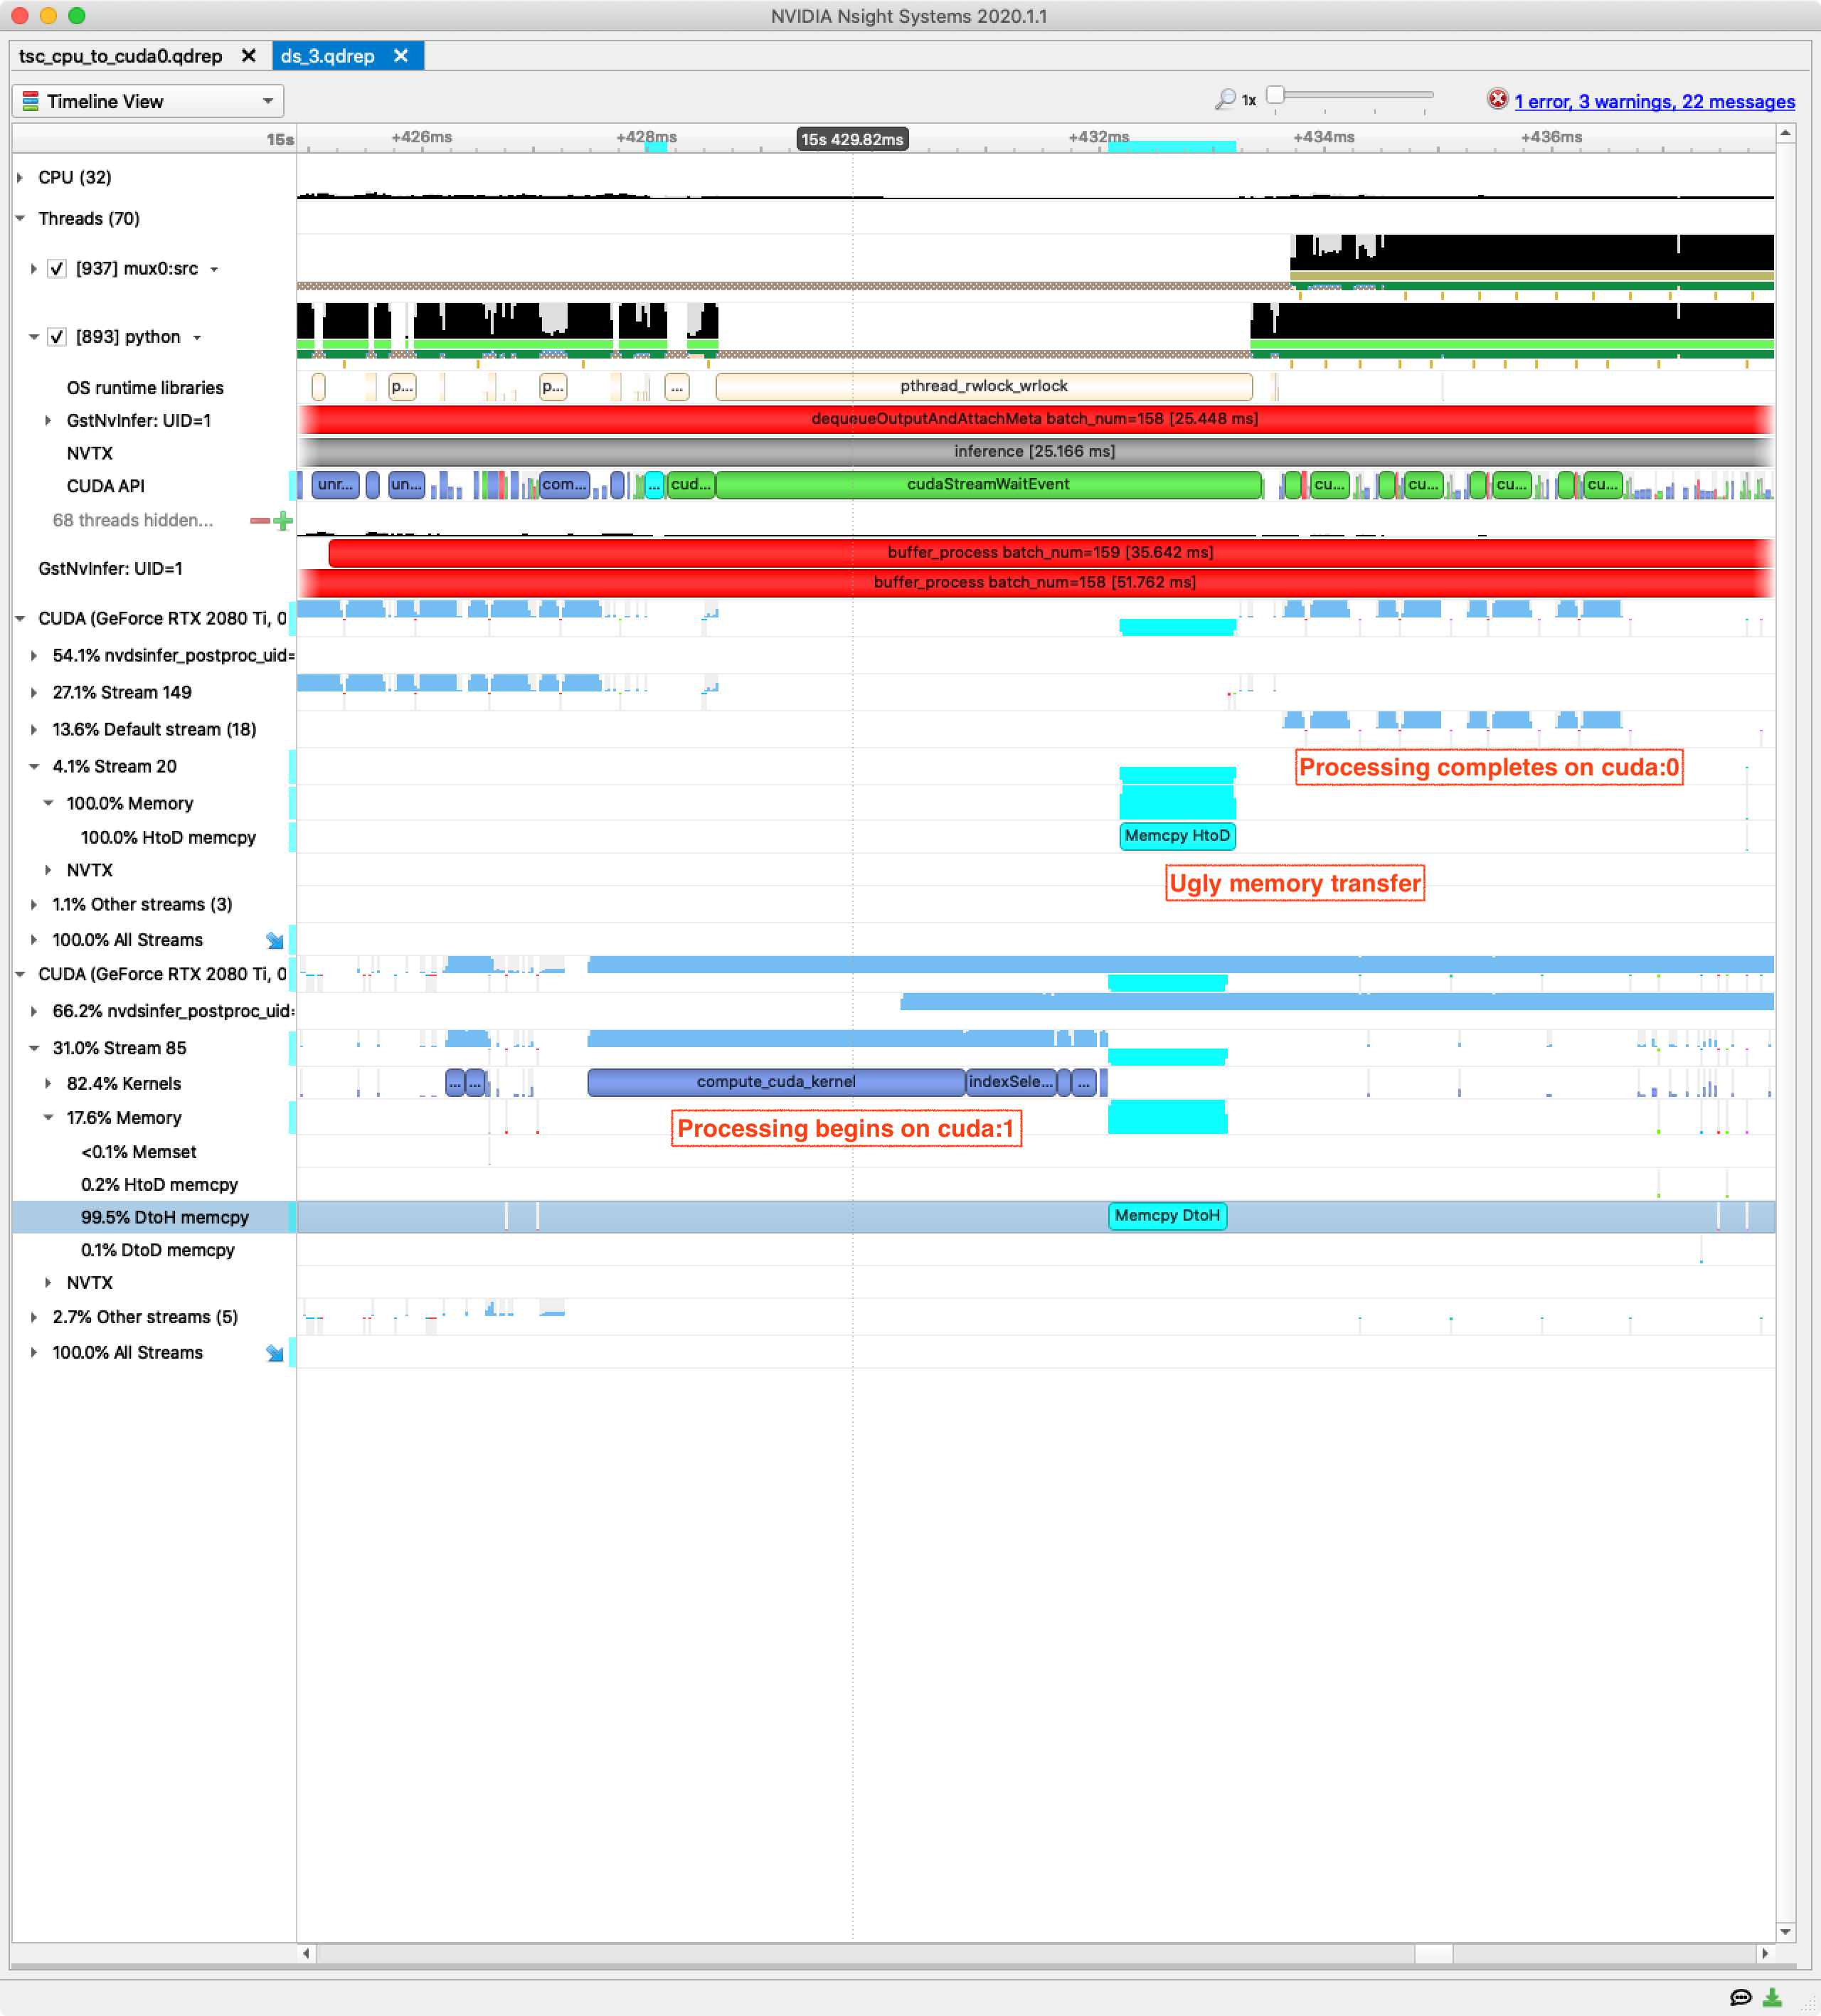 NVIDIA Nsight Systems 2020.1.1
tsc_cpu_to_cuda0.qdrep
ds_3.qdrep
Timeline View
1x
1 error, 3 warnings, 22 messages
15s +426ms +428ms 15s 429.82ms +432ms +434ms +436ms
CPU (32)
Threads (70)
[937] mux0:src
[893] python
OS runtime libraries p... p... ... pthread_rwlock_wrlock
GstNvInfer: UID=1 dequeueOutputAndAttachMeta batch_num=158 [25.448 ms]
NVTX inference [25.166 ms]
CUDA API unr... un... com... ... cud... cudaStreamWaitEvent cu... cu... cu... cu...
68 threads hidden...
buffer_process batch_num=159 [35.642 ms]
GstNvInfer: UID=1
buffer_process batch_num=158 [51.762 ms]
CUDA (GeForce RTX 2080 Ti, 0
54.1% nvdsinfer_postproc_uid=
27.1% Stream 149
13.6% Default stream (18)
4.1% Stream 20 Processing completes on cuda:0
100.0% Memory
100.0% HtoD memcpy Memcpy HtoD
NVTX
Ugly memory transfer
1.1% Other streams (3)
100.0% All Streams
CUDA (GeForce RTX 2080 Ti, 0
66.2% nvdsinfer_postproc_uid=
31.0% Stream 85
82.4% Kernels ... ... compute_cuda_kernel indexSele... ...
17.6% Memory
Processing begins on cuda:1
<0.1% Memset
0.2% HtoD memcpy
99.5% DtoH memcpy Memcpy DtoH
0.1% DtoD memcpy
NVTX
2.7% Other streams (5)
100.0% All Streams